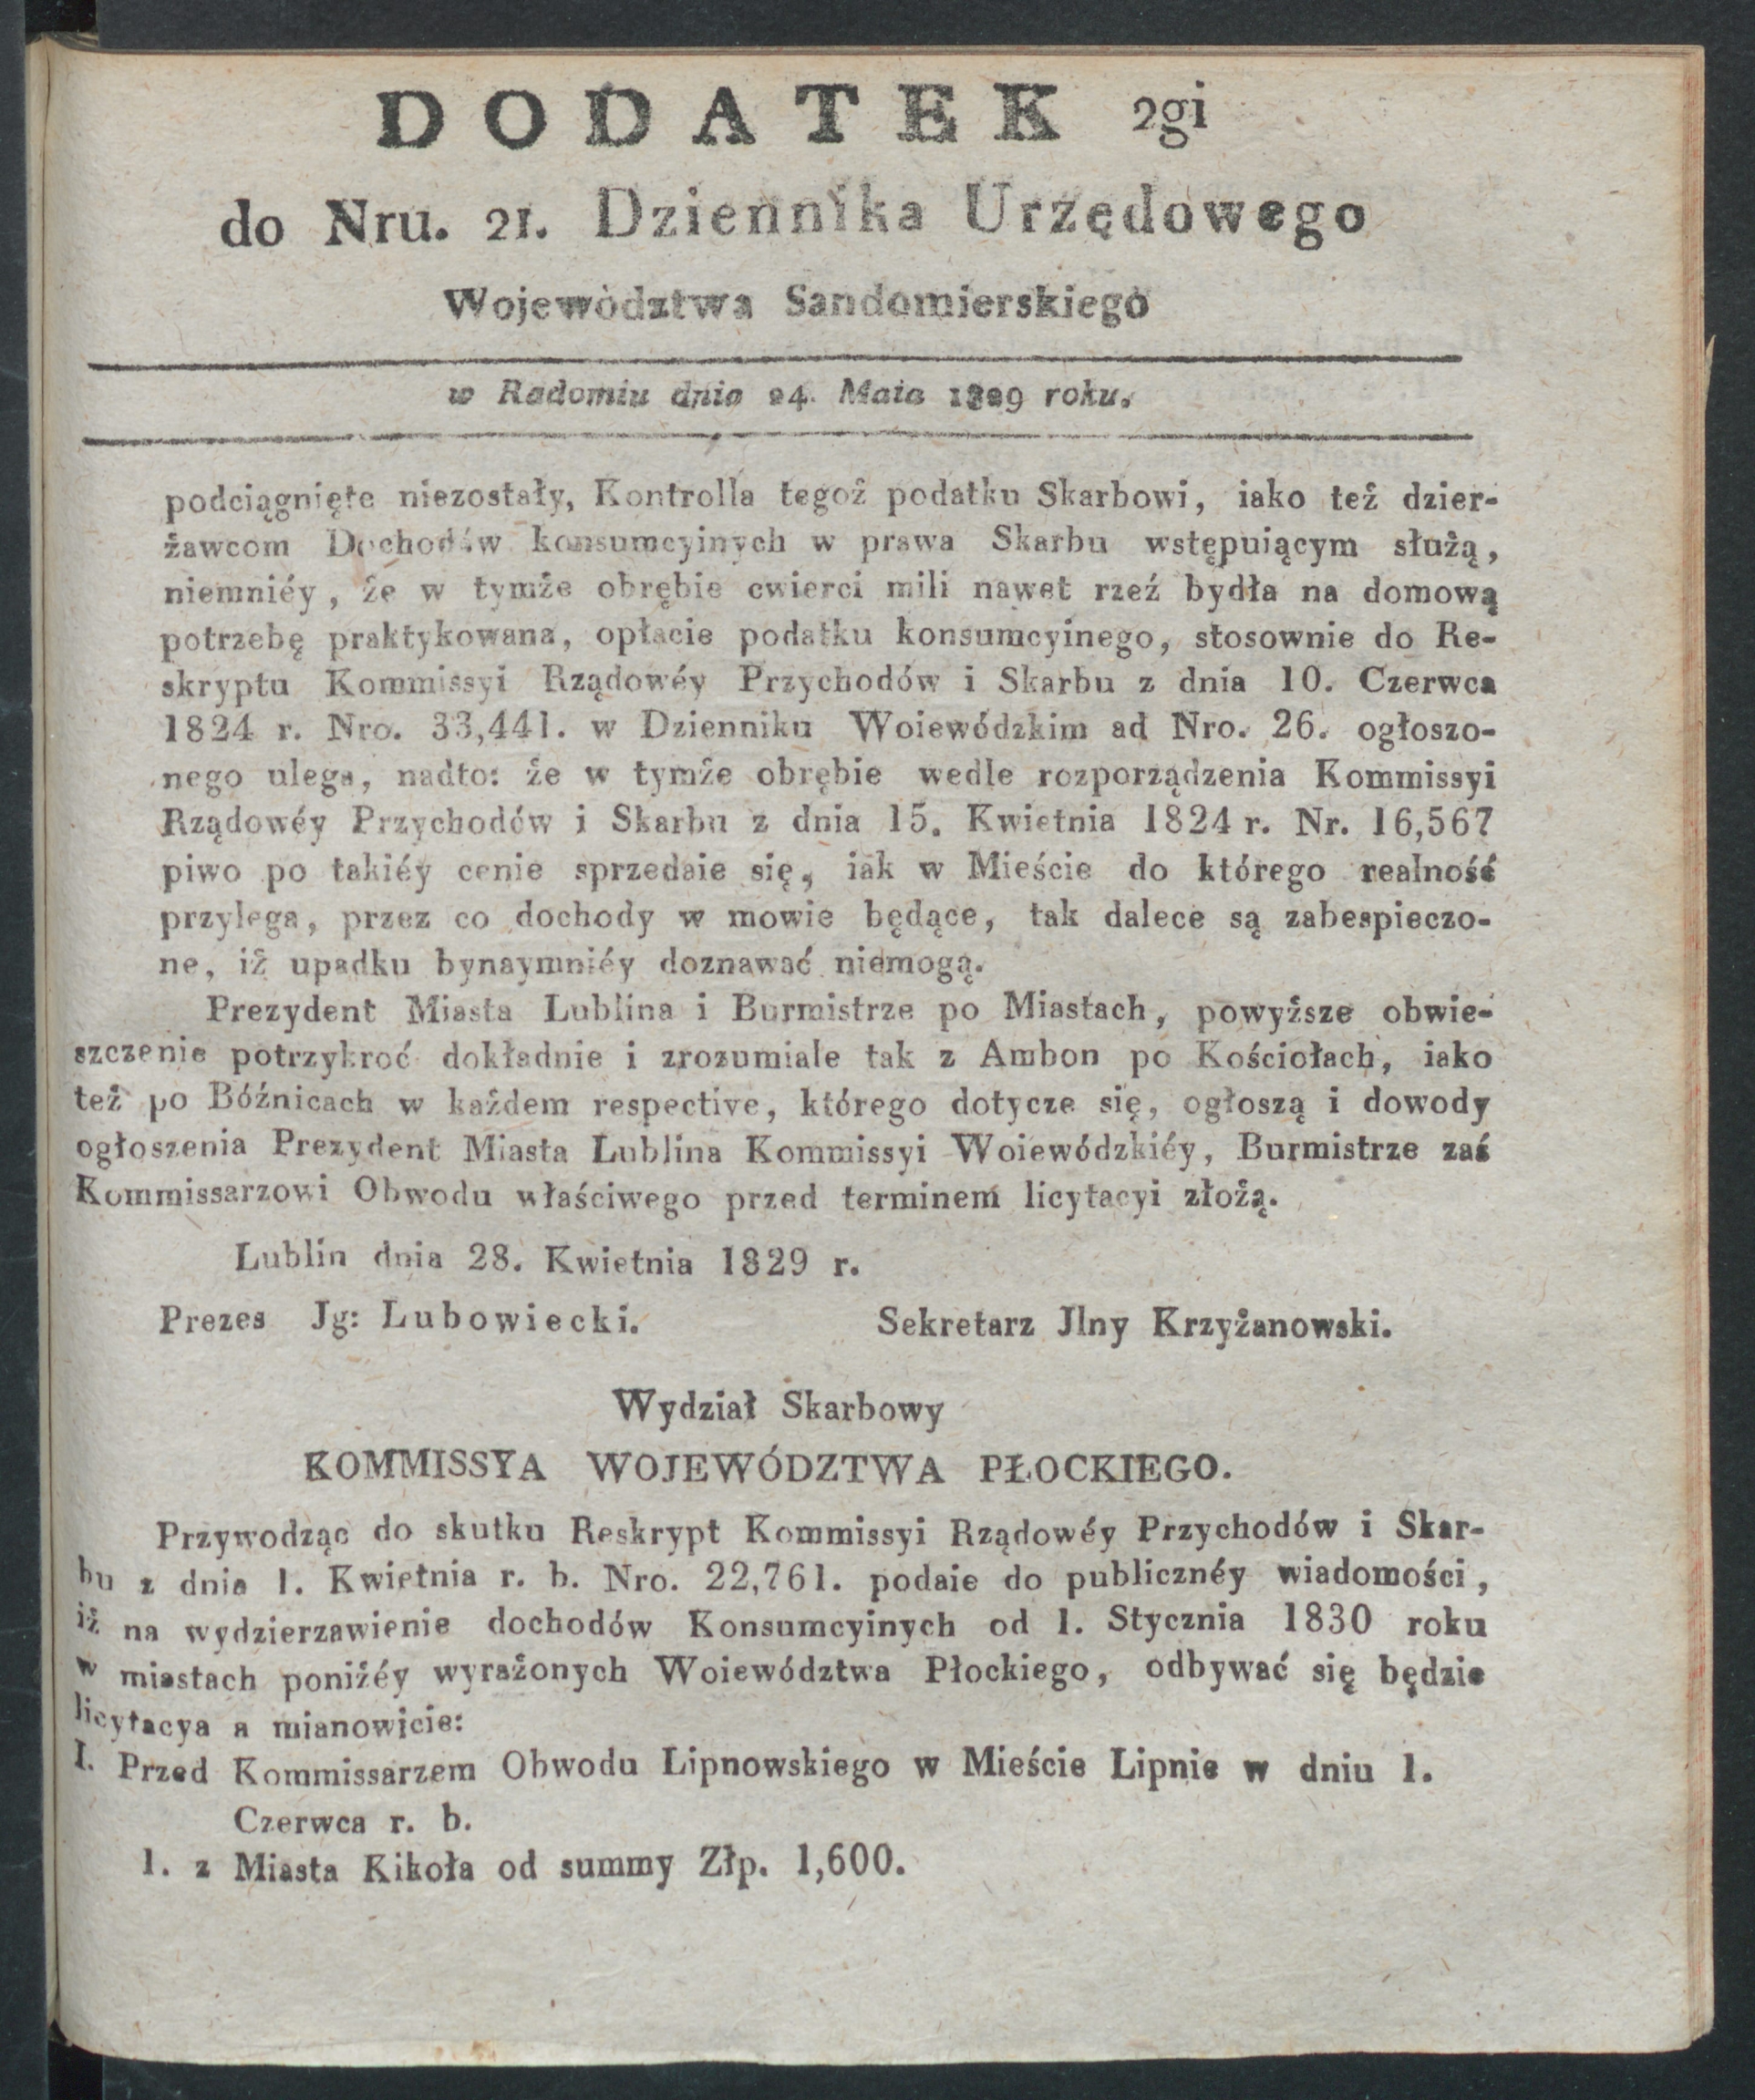 DODATEK 2gi
do Nru. 21. Dziennika Urzędowego
Województwa Sandomierskiego
w Radomiu dnia 24. Maia 1829 roku.
podciągnięte niezostały, Kontrolla tegoż podatku Skarbowi, iako też dzier-
żawcom Dochodów konsumcyinych w prawa Skarbu wstępuiącym służą,
niemniéy, że w tymże obrębie cwierci mili nawet rzeź bydła na domową
potrzebę praktykowana, opłacie podatku konsumcyinego, stosownie do Re-
skryptu Kommissyi Rządowéy Przychodów i Skarbu z dnia 10. Czerwca
1824 r. Nro. 33,441. w Dzienniku Woiewódzkim ad Nro. 26. ogłoszo-
nego ulega, nadto: że w tymże obrębie wedle rozporządzenia Kommissyi
Rządowéy Przychodów i Skarbu z dnia 15. Kwietnia 1824 r. Nr. 16,567
piwo po takiéy cenie sprzedaie się, iak w Mieście do którego realność
przylega, przez co dochody w mowie będące, tak dalece są zabespieczo-
ne, iż upadku bynaymniéy doznawać niemogą.
Prezydent Miasta Lublina i Burmistrze po Miastach, powyższe obwie-
szczenie potrzykroć dokładnie i zrozumiale tak z Ambon po Kościołach, iako
też po Bóźnicach w każdem respective, którego dotycze się, ogłoszą i dowody
ogłoszenia Prezydent Miasta Lublina Kommissyi Woiewódzkiéy, Burmistrze zaś
Kommissarzowi Obwodu właściwego przed terminem licytacyi złożą.
Lublin dnia 28. Kwietnia 1829 r.
Prezes Jg: Lubowiecki. Sekretarz Jlny Krzyżanowski.
Wydział Skarbowy
KOMMISSYA WOJEWÓDZTWA PŁOCKIEGO.
Przywodząc do skutku Reskrypt Kommissyi Rządowéy Przychodów i Skar-
bu z dnia 1. Kwietnia r. b. Nro. 22,761. podaie do publicznéy wiadomości,
iż na wydzierzawienie dochodów Konsumcyinych od 1. Stycznia 1830 roku
w miastach poniżéy wyrażonych Woiewództwa Płockiego, odbywać się będzie
licytacya a mianowicie:
I. Przed Kommissarzem Obwodu Lipnowskiego w Mieście Lipnie w dniu 1.
Czerwca r. b.
1. z Miasta Kikoła od summy Złp. 1,600.